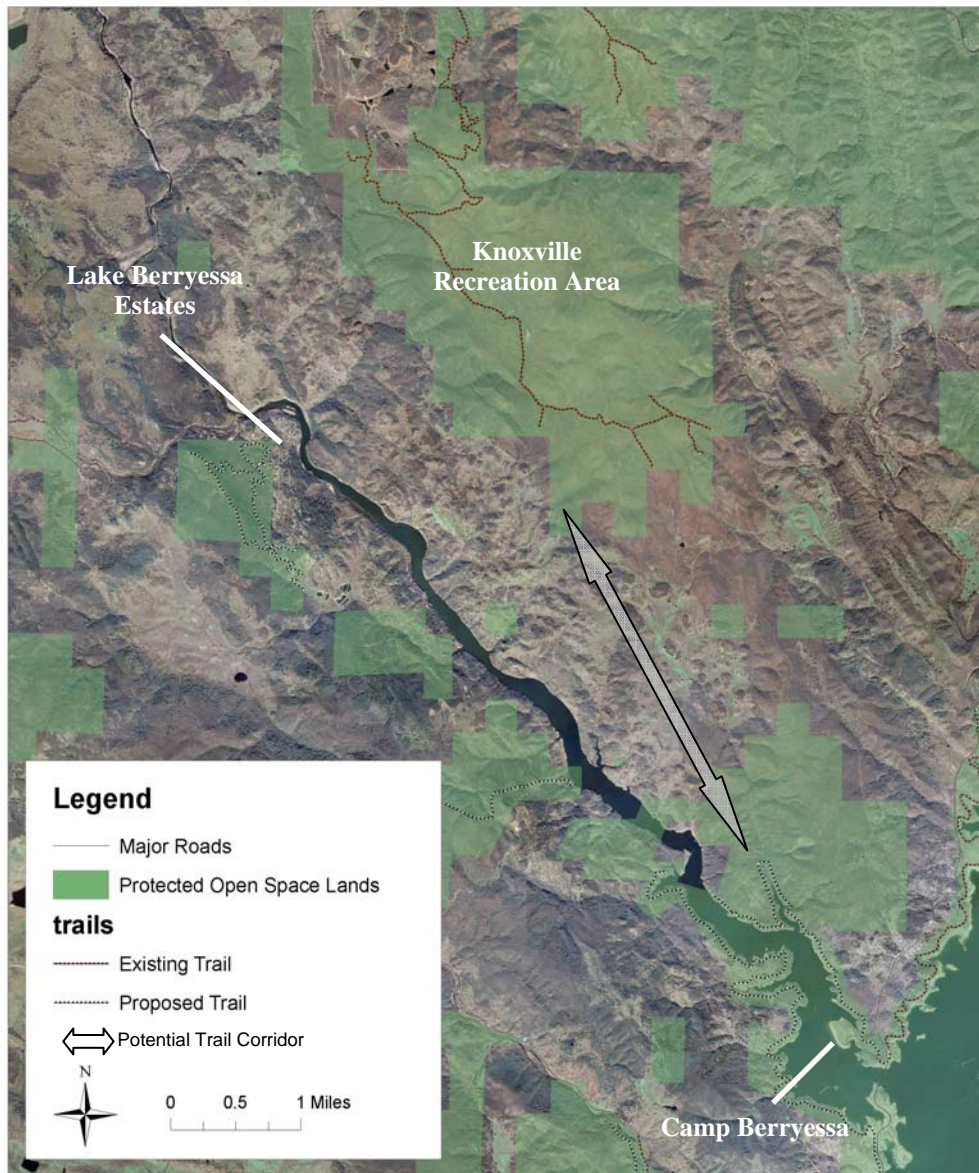 Knoxville
Recreation Area
Lake Berryessa
Estates
Legend
Major Roads
Protected Open Space Lands
trails
Existing Trail
Proposed Trail
Potential Trail Corridor
N
0 0.5 1 Miles
Camp Berryessa